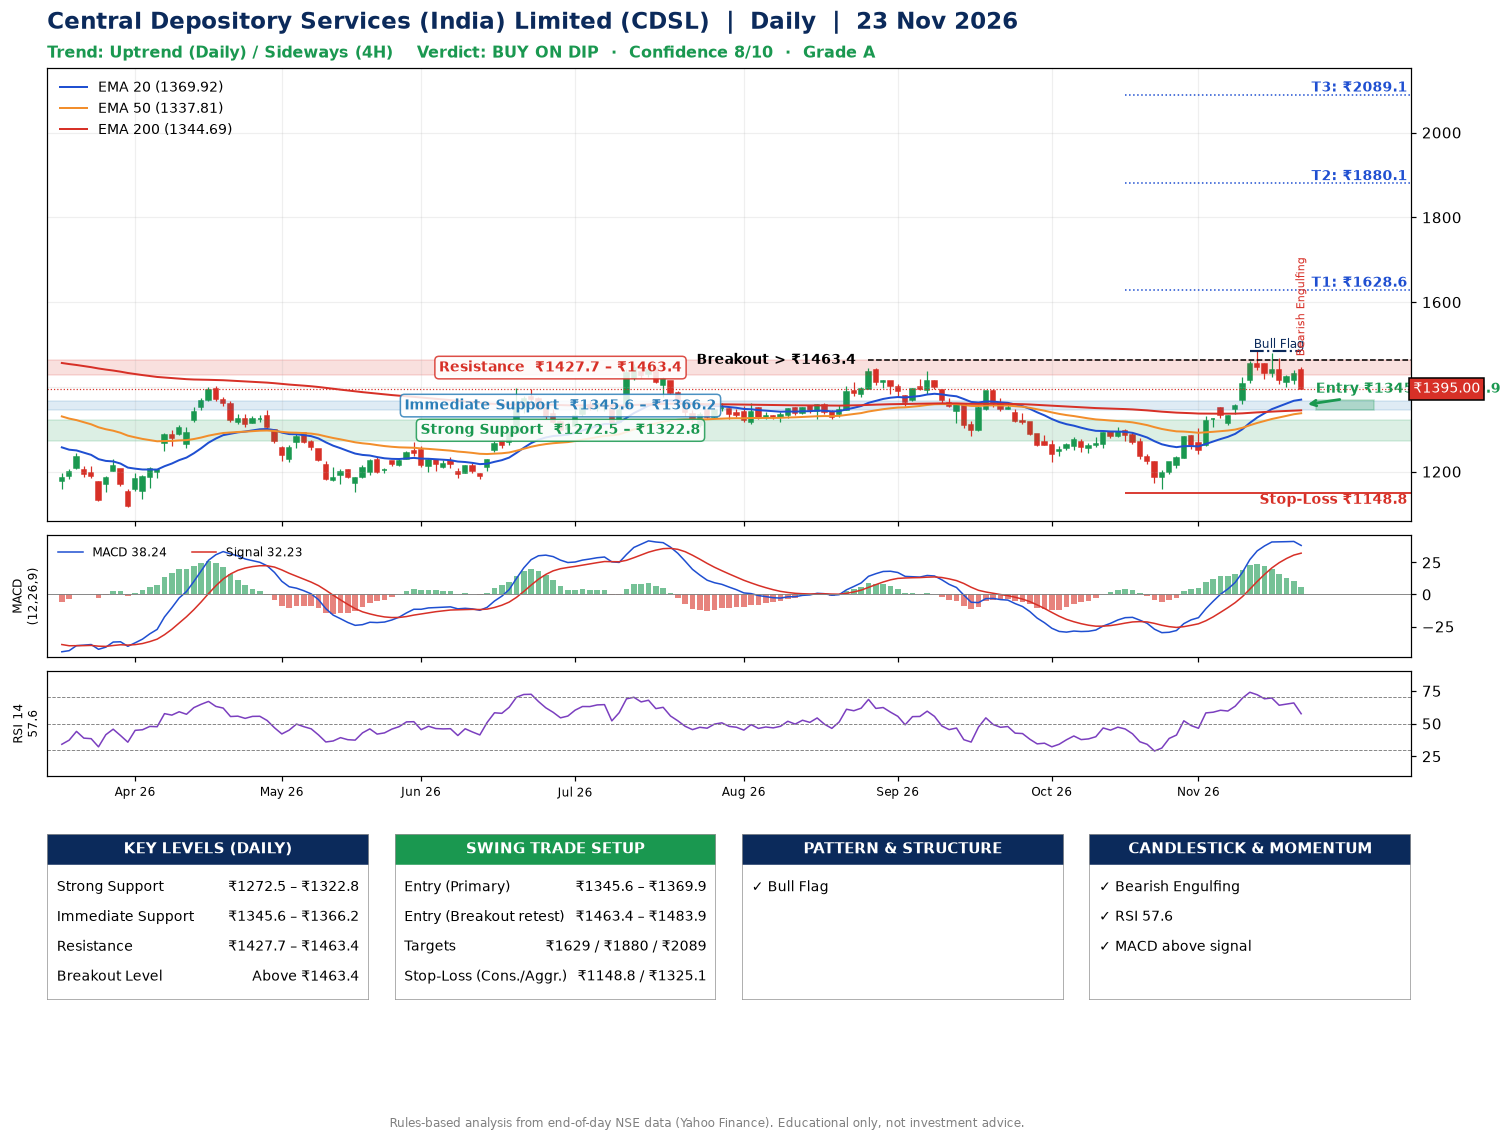 Central Depository Services (India) Limited (CDSL) | Daily | 23 Nov 2026
Trend: Uptrend (Daily) / Sideways (4H) Verdict: BUY ON DIP · Confidence 8/10 · Grade A
EMA 20 (1369.92)
EMA 50 (1337.81)
EMA 200 (1344.69)
T3: ₹2089.1
2000
T2: ₹1880.1
1800
T1: ₹1628.6
1600
Bearish Engulfing
Bull Flag
Breakout > ₹1463.4
Resistance ₹1427.7 – ₹1463.4
Entry ₹1345
₹1395.00
.9
Immediate Support ₹1345.6 – ₹1366.2
Strong Support ₹1272.5 – ₹1322.8
1200
Stop-Loss ₹1148.8
MACD 38.24 Signal 32.23
MACD
(12,26,9)
25
0
−25
RSI 14
57.6
75
50
25
Apr 26 May 26 Jun 26 Jul 26 Aug 26 Sep 26 Oct 26 Nov 26
KEY LEVELS (DAILY)
Strong Support ₹1272.5 – ₹1322.8
Immediate Support ₹1345.6 – ₹1366.2
Resistance ₹1427.7 – ₹1463.4
Breakout Level Above ₹1463.4
SWING TRADE SETUP
Entry (Primary) ₹1345.6 – ₹1369.9
Entry (Breakout retest) ₹1463.4 – ₹1483.9
Targets ₹1629 / ₹1880 / ₹2089
Stop-Loss (Cons./Aggr.) ₹1148.8 / ₹1325.1
PATTERN & STRUCTURE
✓ Bull Flag
CANDLESTICK & MOMENTUM
✓ Bearish Engulfing
✓ RSI 57.6
✓ MACD above signal
Rules-based analysis from end-of-day NSE data (Yahoo Finance). Educational only, not investment advice.